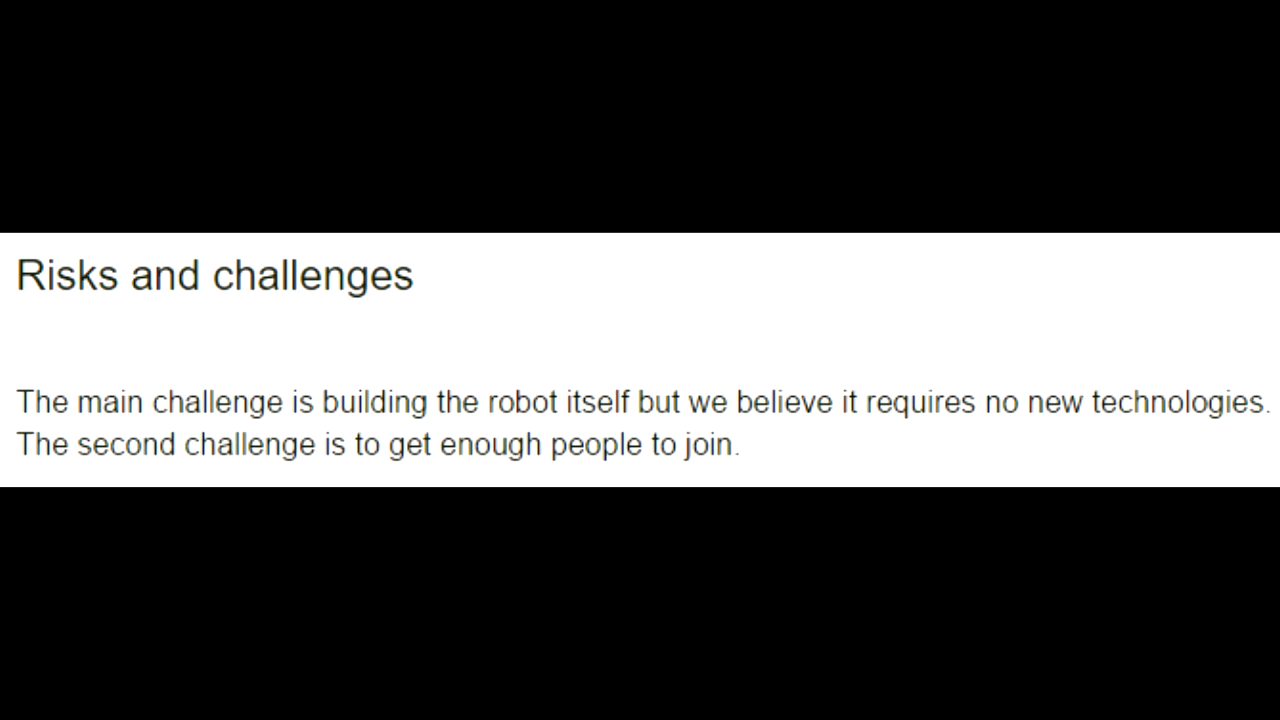 Risks and challenges
The main challenge is building the robot itself but we believe it requires no new technologies.
The second challenge is to get enough people to join.